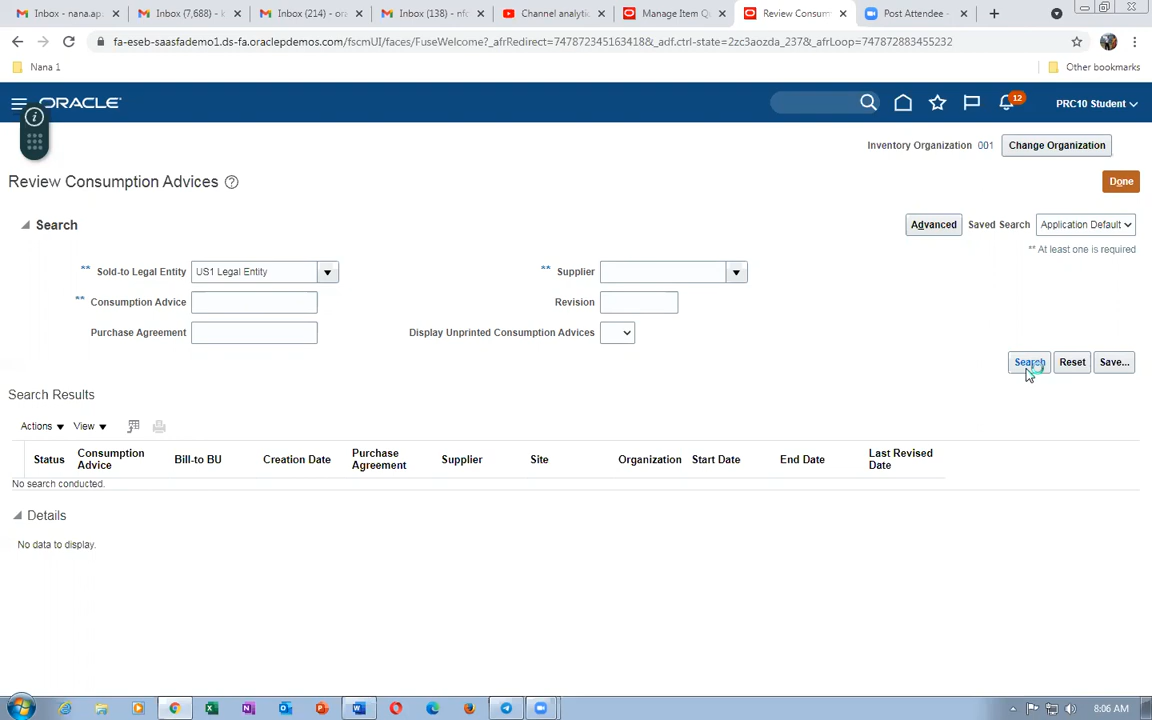 Inbox - nana.ap
Inbox (7,688) - k
Inbox (214) - ora
Inbox (138) - nfo
Channel analytic
Manage Item Qu
Review Consum
Post Attendee -
fa-eseb-saasfademo1.ds-fa.oraclepdemos.com/fscmUI/faces/FuseWelcome?_afrRedirect=747872345163418&_adf.ctrl-state=2zc3aozda_237&_afrLoop=747872883455232
Nana 1
Other bookmarks
ORACLE
12
PRC10 Student
Inventory Organization 001 Change Organization
Review Consumption Advices
Done
Search
Advanced Saved Search Application Default
** At least one is required
** Sold-to Legal Entity US1 Legal Entity
** Supplier
** Consumption Advice
Revision
Purchase Agreement
Display Unprinted Consumption Advices
Search Reset Save...
Search Results
Actions View
Status Consumption Advice Bill-to BU Creation Date Purchase Agreement Supplier Site Organization Start Date End Date Last Revised Date
No search conducted.
Details
No data to display.
8:06 AM